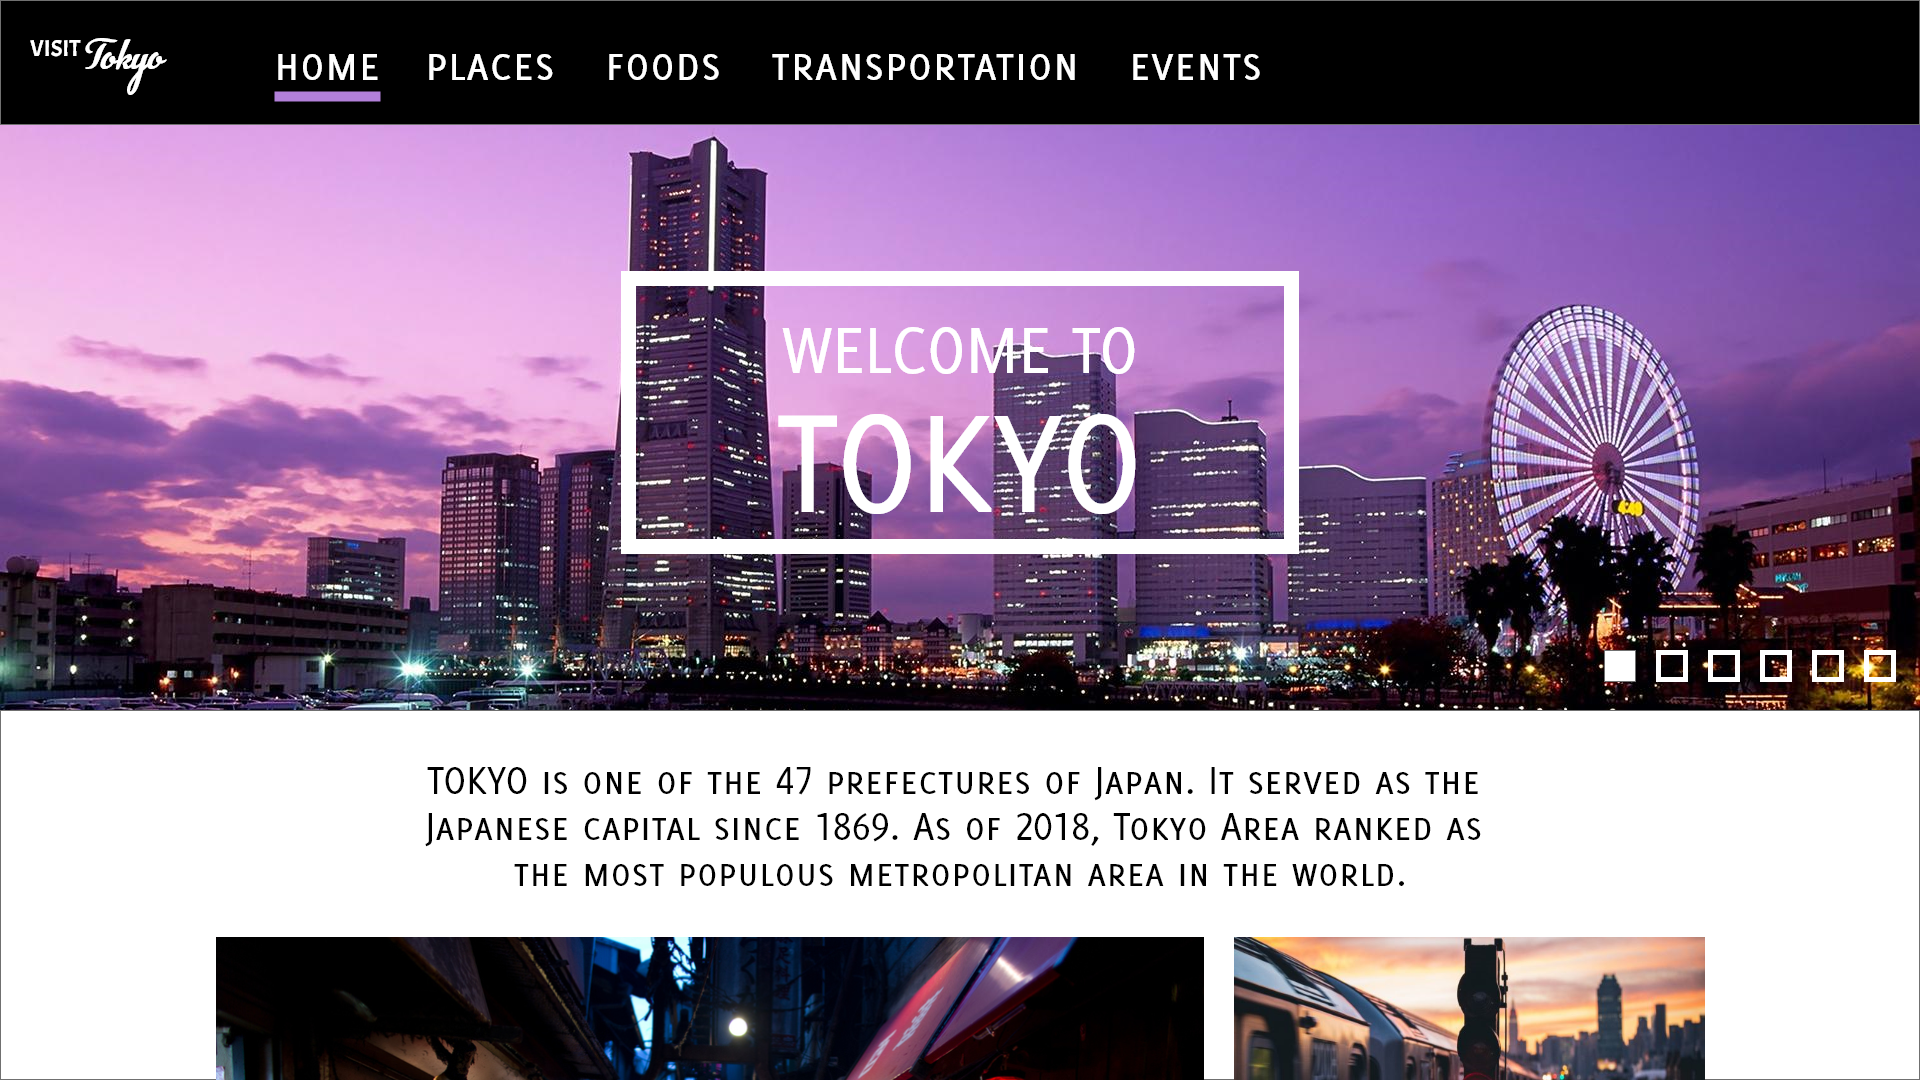 VISIT Tokyo
HOME PLACES FOODS TRANSPORTATION EVENTS
WELCOME TO
TOKYO
4:40
TOKYO is one of the 47 prefectures of Japan. It served as the
Japanese capital since 1869. As of 2018, Tokyo Area ranked as
the most populous metropolitan area in the world.